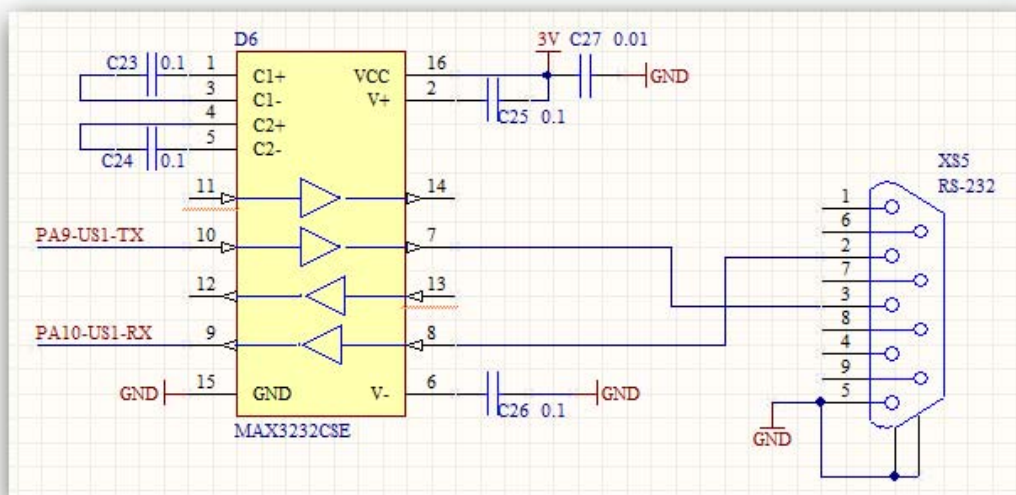 D6
3V C27 0.01
GND
C23 0.1
1 C1+ VCC 16
3 C1- V+ 2
C25 0.1
4 C2+
5 C2-
C24 0.1
11 14
PA9-US1-TX 10 7
12 13
PA10-US1-RX 9 8
GND 15 GND V- 6
C26 0.1
GND
MAX3232CSE
XS5
RS-232
1
6
2
7
3
8
4
9
5
GND